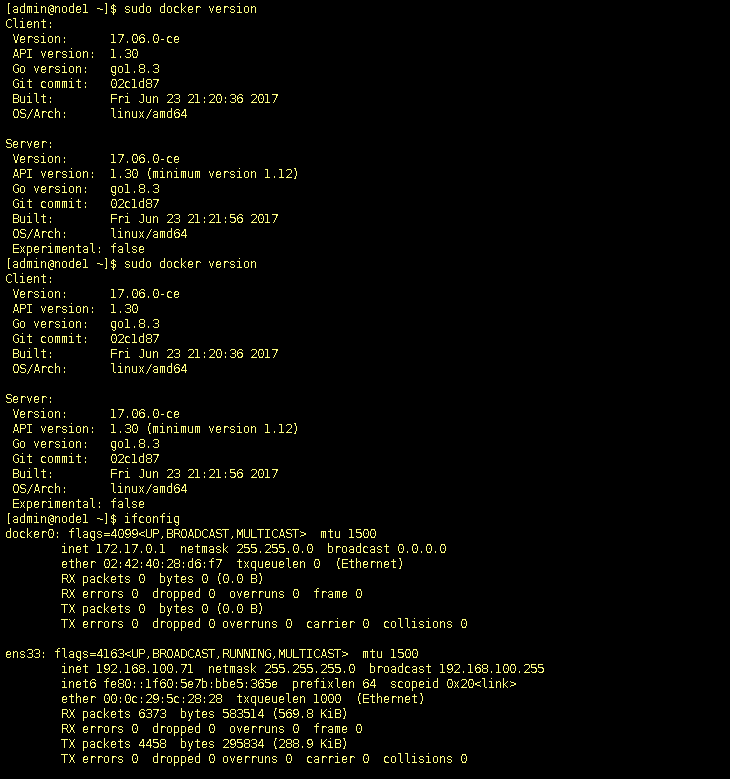 [admin@node1 ~]$ sudo docker version
Client:
 Version:      17.06.0-ce
 API version:  1.30
 Go version:   go1.8.3
 Git commit:   02c1d87
 Built:        Fri Jun 23 21:20:36 2017
 OS/Arch:      linux/amd64

Server:
 Version:      17.06.0-ce
 API version:  1.30 (minimum version 1.12)
 Go version:   go1.8.3
 Git commit:   02c1d87
 Built:        Fri Jun 23 21:21:56 2017
 OS/Arch:      linux/amd64
 Experimental: false
[admin@node1 ~]$ sudo docker version
Client:
 Version:      17.06.0-ce
 API version:  1.30
 Go version:   go1.8.3
 Git commit:   02c1d87
 Built:        Fri Jun 23 21:20:36 2017
 OS/Arch:      linux/amd64

Server:
 Version:      17.06.0-ce
 API version:  1.30 (minimum version 1.12)
 Go version:   go1.8.3
 Git commit:   02c1d87
 Built:        Fri Jun 23 21:21:56 2017
 OS/Arch:      linux/amd64
 Experimental: false
[admin@node1 ~]$ ifconfig
docker0: flags=4099<UP,BROADCAST,MULTICAST>  mtu 1500
        inet 172.17.0.1  netmask 255.255.0.0  broadcast 0.0.0.0
        ether 02:42:40:28:d6:f7  txqueuelen 0  (Ethernet)
        RX packets 0  bytes 0 (0.0 B)
        RX errors 0  dropped 0  overruns 0  frame 0
        TX packets 0  bytes 0 (0.0 B)
        TX errors 0  dropped 0 overruns 0  carrier 0  collisions 0

ens33: flags=4163<UP,BROADCAST,RUNNING,MULTICAST>  mtu 1500
        inet 192.168.100.71  netmask 255.255.255.0  broadcast 192.168.100.255
        inet6 fe80::1f60:5e7b:bbe5:365e  prefixlen 64  scopeid 0x20<link>
        ether 00:0c:29:5c:28:28  txqueuelen 1000  (Ethernet)
        RX packets 6373  bytes 583514 (569.8 KiB)
        RX errors 0  dropped 0  overruns 0  frame 0
        TX packets 4458  bytes 295834 (288.9 KiB)
        TX errors 0  dropped 0 overruns 0  carrier 0  collisions 0